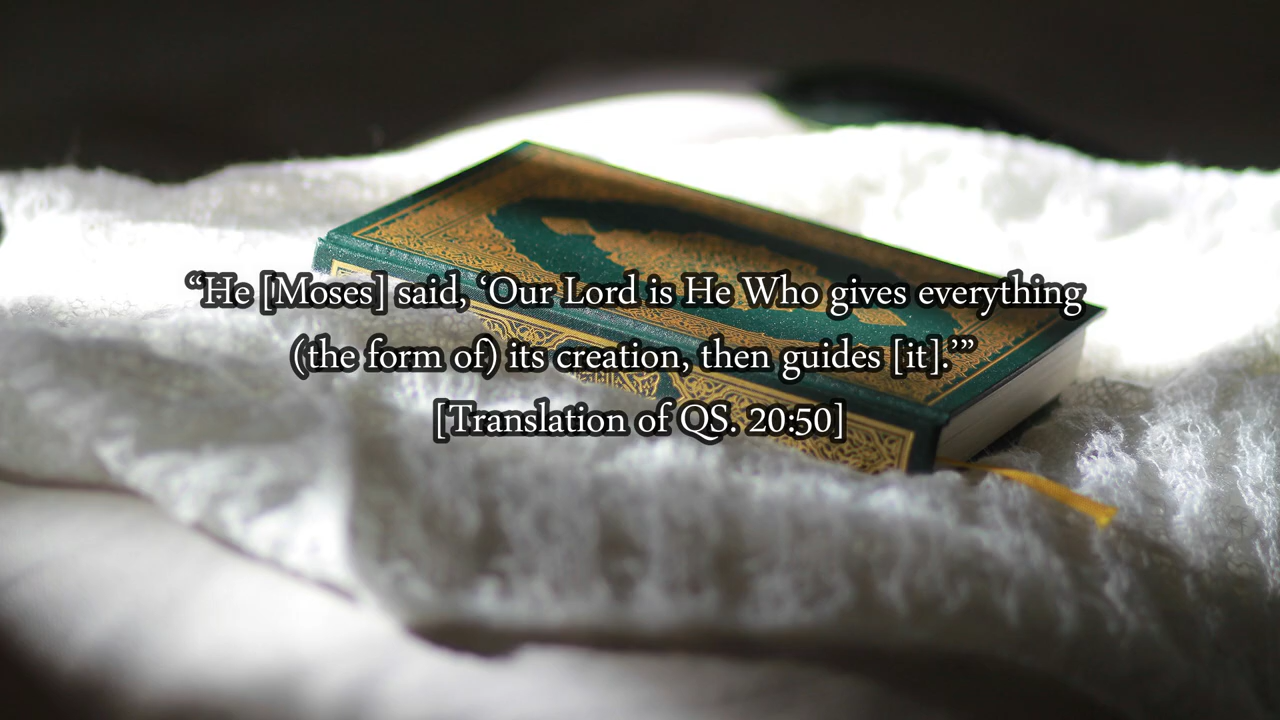 “He [Moses] said, ‘Our Lord is He Who gives everything
(the form of) its creation, then guides [it].’”
[Translation of QS. 20:50]